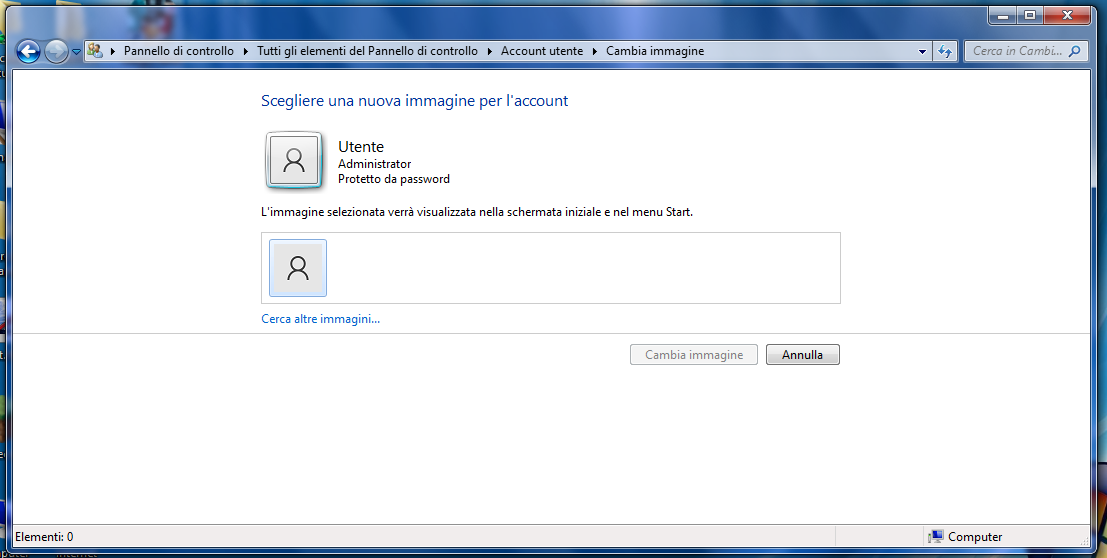 Pannello di controllo Tutti gli elementi del Pannello di controllo Account utente Cambia immagine
Cerca in Cambi...
Scegliere una nuova immagine per l'account
Utente
Administrator
Protetto da password
L'immagine selezionata verrà visualizzata nella schermata iniziale e nel menu Start.
Cerca altre immagini...
Cambia immagine
Annulla
Elementi: 0
Computer